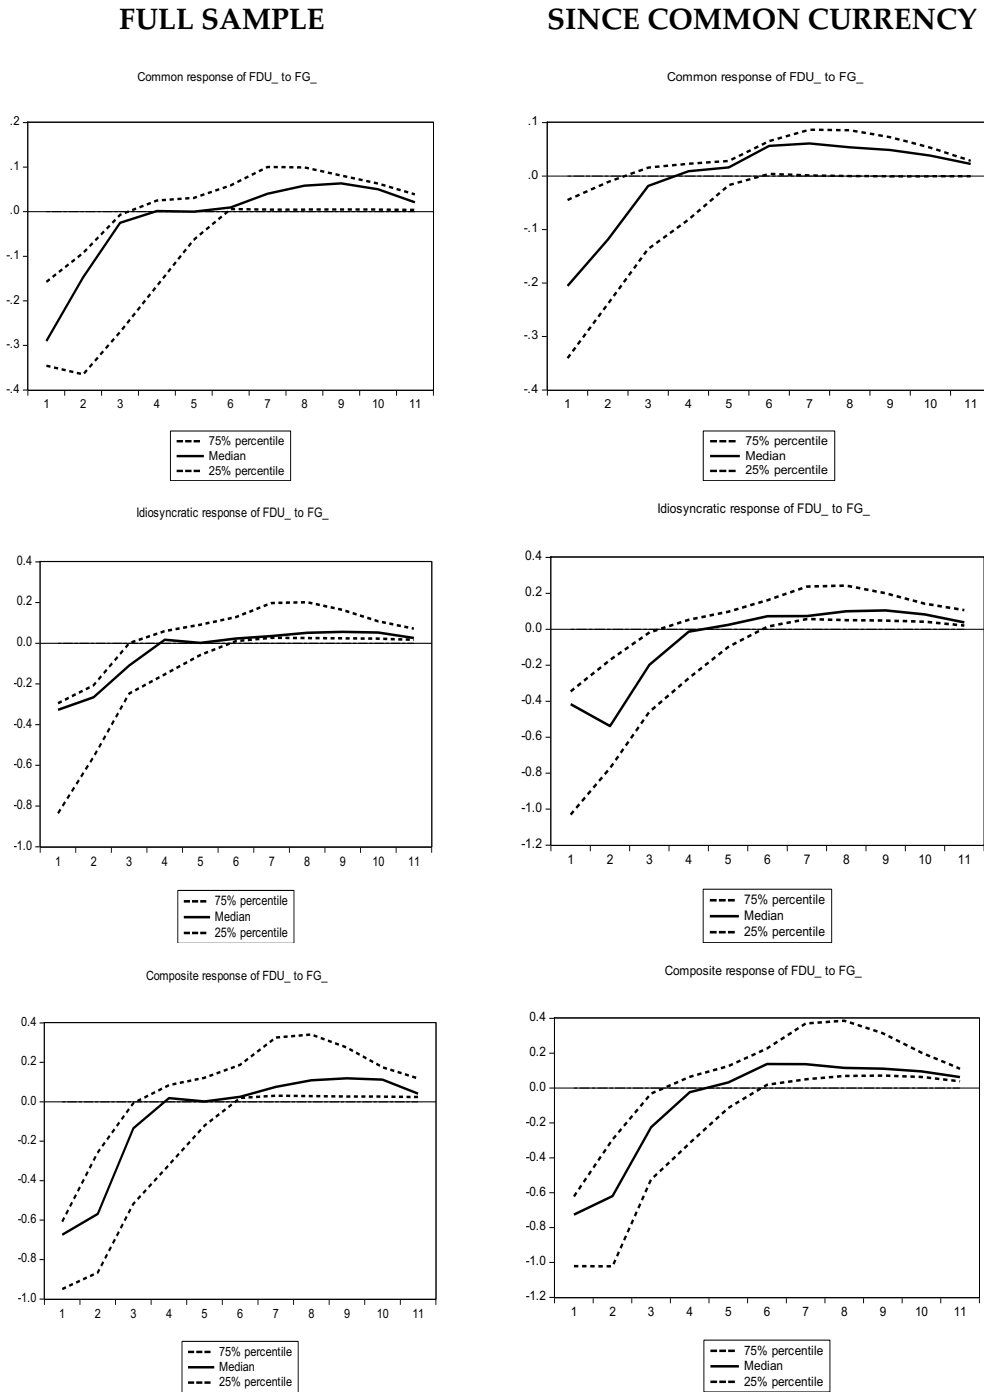 FULL SAMPLE
SINCE COMMON CURRENCY
Common response of FDU_ to FG_
.2
.1
.0
-.1
-.2
-.3
-.4
1 2 3 4 5 6 7 8 9 10 11
75% percentile
Median
25% percentile
Common response of FDU_ to FG_
.1
.0
-.1
-.2
-.3
-.4
1 2 3 4 5 6 7 8 9 10 11
75% percentile
Median
25% percentile
Idiosyncratic response of FDU_ to FG_
0.4
0.2
0.0
-0.2
-0.4
-0.6
-0.8
-1.0
1 2 3 4 5 6 7 8 9 10 11
75% percentile
Median
25% percentile
Idiosyncratic response of FDU_ to FG_
0.4
0.2
0.0
-0.2
-0.4
-0.6
-0.8
-1.0
-1.2
1 2 3 4 5 6 7 8 9 10 11
75% percentile
Median
25% percentile
Composite response of FDU_ to FG_
0.4
0.2
0.0
-0.2
-0.4
-0.6
-0.8
-1.0
1 2 3 4 5 6 7 8 9 10 11
75% percentile
Median
25% percentile
Composite response of FDU_ to FG_
0.4
0.2
0.0
-0.2
-0.4
-0.6
-0.8
-1.0
-1.2
1 2 3 4 5 6 7 8 9 10 11
75% percentile
Median
25% percentile